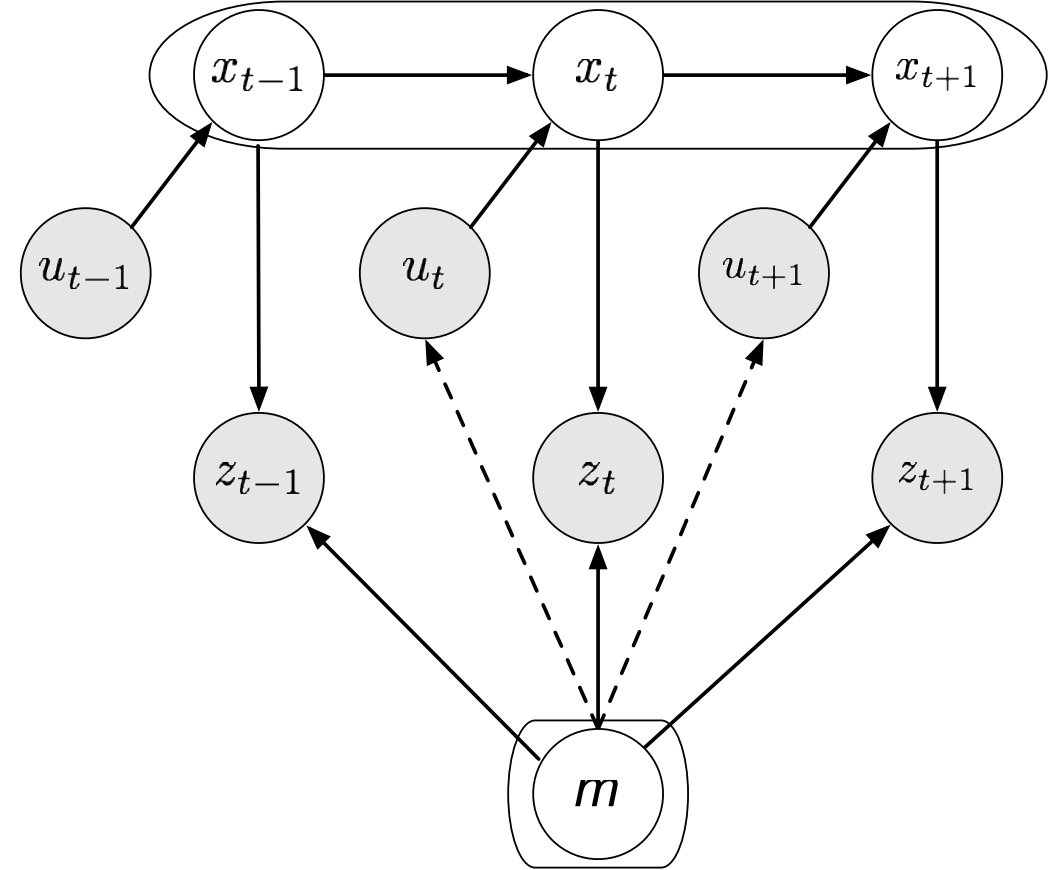 x_{t−1} x_t x_{t+1}
u_{t−1} u_t u_{t+1}
z_{t−1} z_t z_{t+1}
m